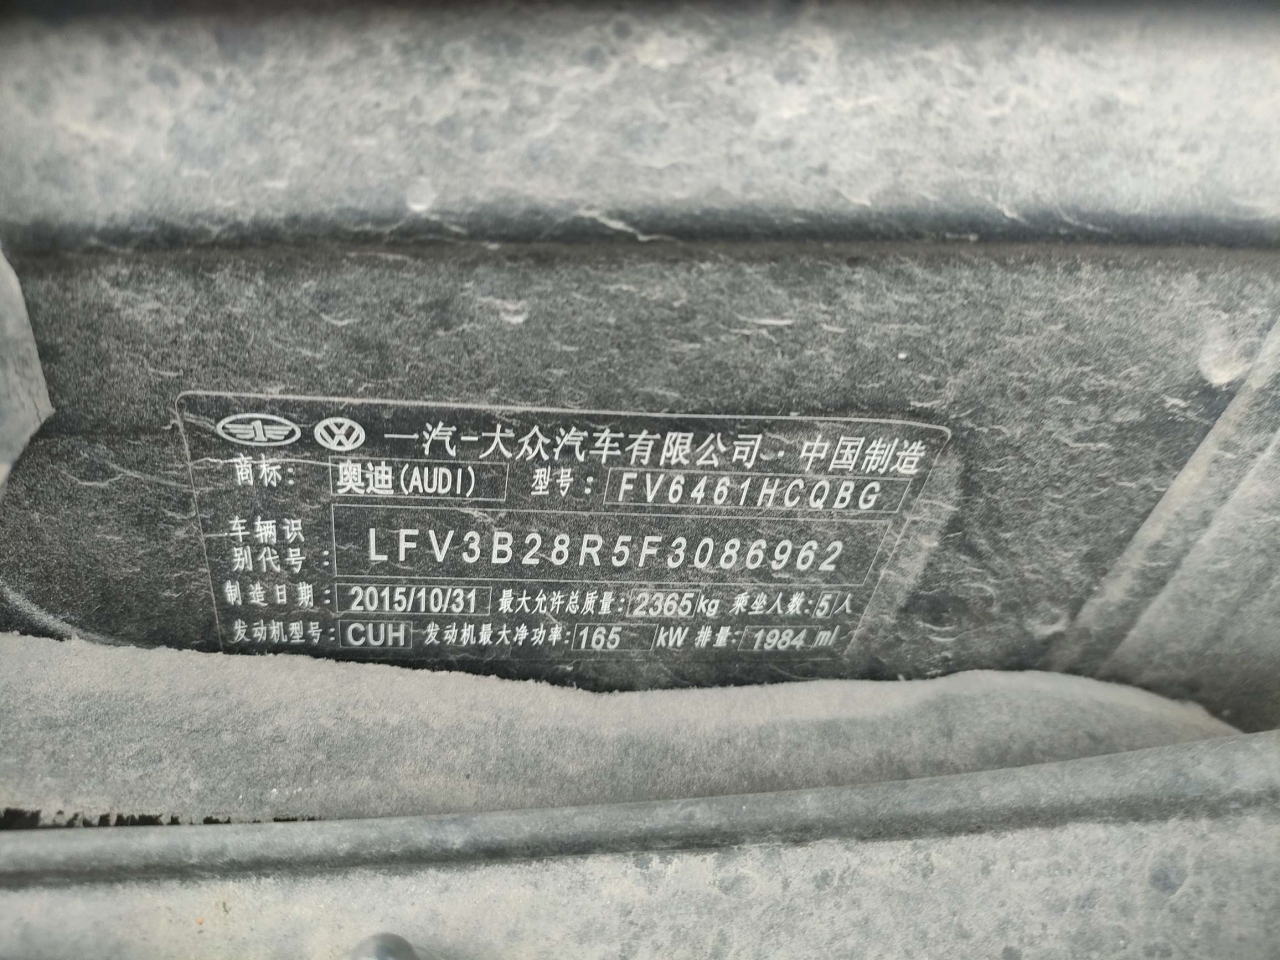 一汽-大众汽车有限公司·中国制造
商标: 奥迪(AUDI) 型号: FV6461HCQBG
车辆识
别代号: LFV3B28R5F3086962
制造日期: 2015/10/31 最大允许总质量: 2365kg 乘坐人数: 5人
发动机型号: CUH 发动机最大净功率: 165 kW 排量: 1984 ml